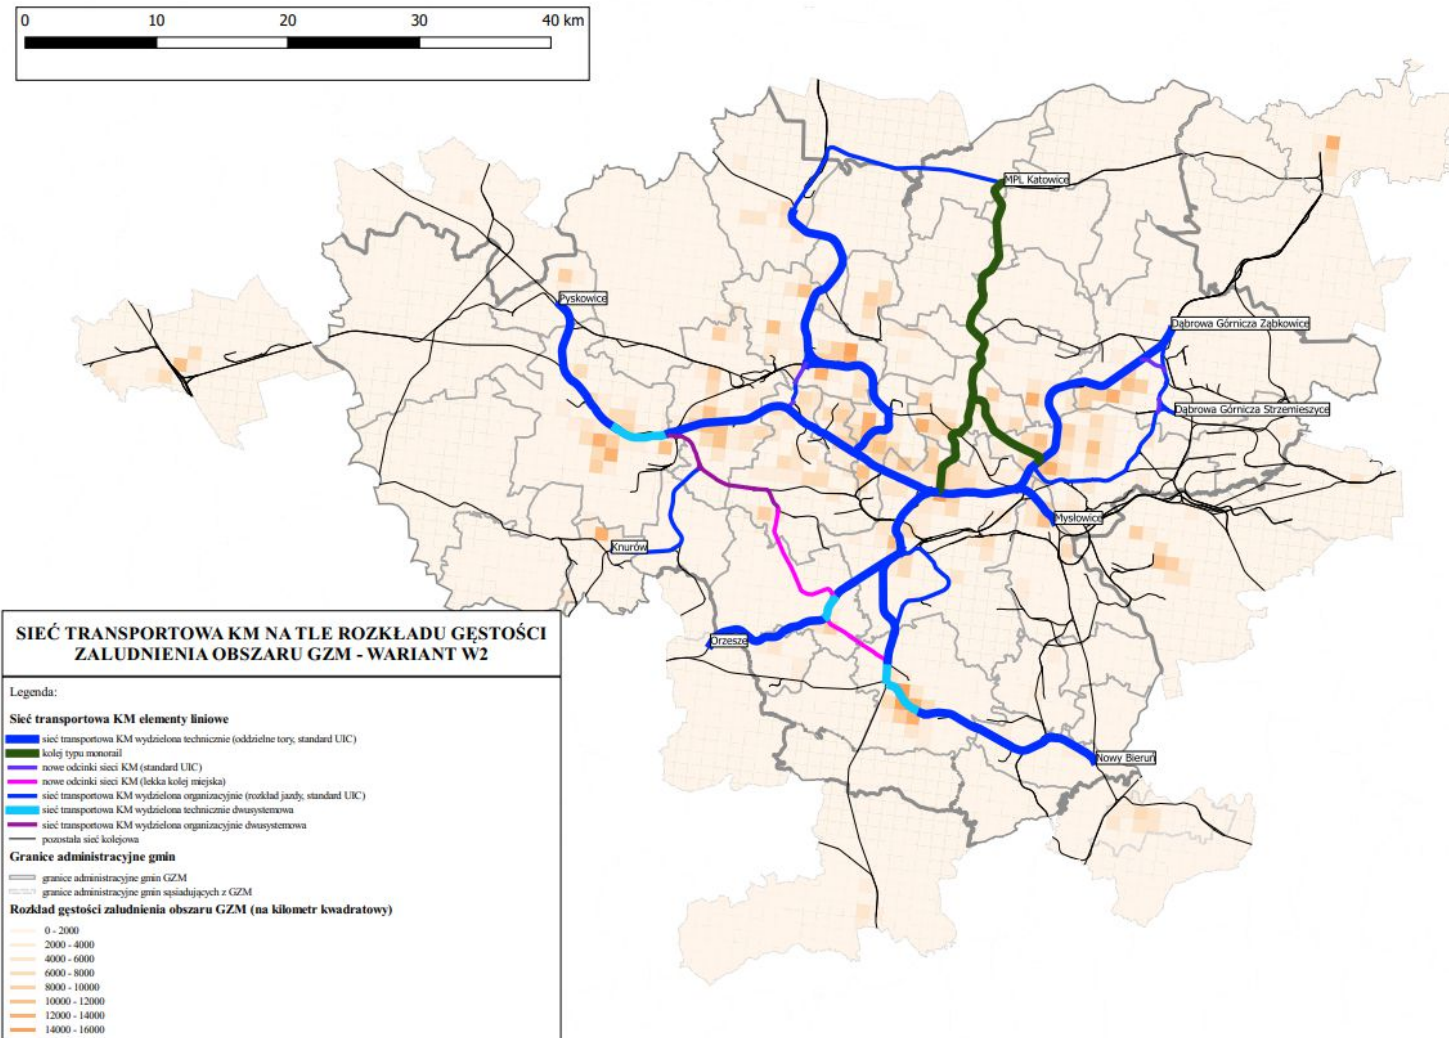 0 10 20 30 40 km
MPL Katowice
Pyskowice
Dąbrowa Górnicza Ząbkowice
Dąbrowa Górnicza Strzemieszyce
Mysłowice
Knurów
Orzesze
Nowy Bieruń
SIEĆ TRANSPORTOWA KM NA TLE ROZKŁADU GĘSTOŚCI
ZALUDNIENIA OBSZARU GZM - WARIANT W2
Legenda:
Sieć transportowa KM elementy liniowe
sieć transportowa KM wydzielona technicznie (oddzielne tory, standard UIC)
kolej typu monorail
nowe odcinki sieci KM (standard UIC)
nowe odcinki sieci KM (lekka kolej miejska)
sieć transportowa KM wydzielona organizacyjnie (rozkład jazdy, standard UIC)
sieć transportowa KM wydzielona technicznie dwusystemowa
sieć transportowa KM wydzielona organizacyjnie dwusystemowa
pozostała sieć kolejowa
Granice administracyjne gmin
granice administracyjne gmin GZM
granice administracyjne gmin sąsiadujących z GZM
Rozkład gęstości zaludnienia obszaru GZM (na kilometr kwadratowy)
0 - 2000
2000 - 4000
4000 - 6000
6000 - 8000
8000 - 10000
10000 - 12000
12000 - 14000
14000 - 16000